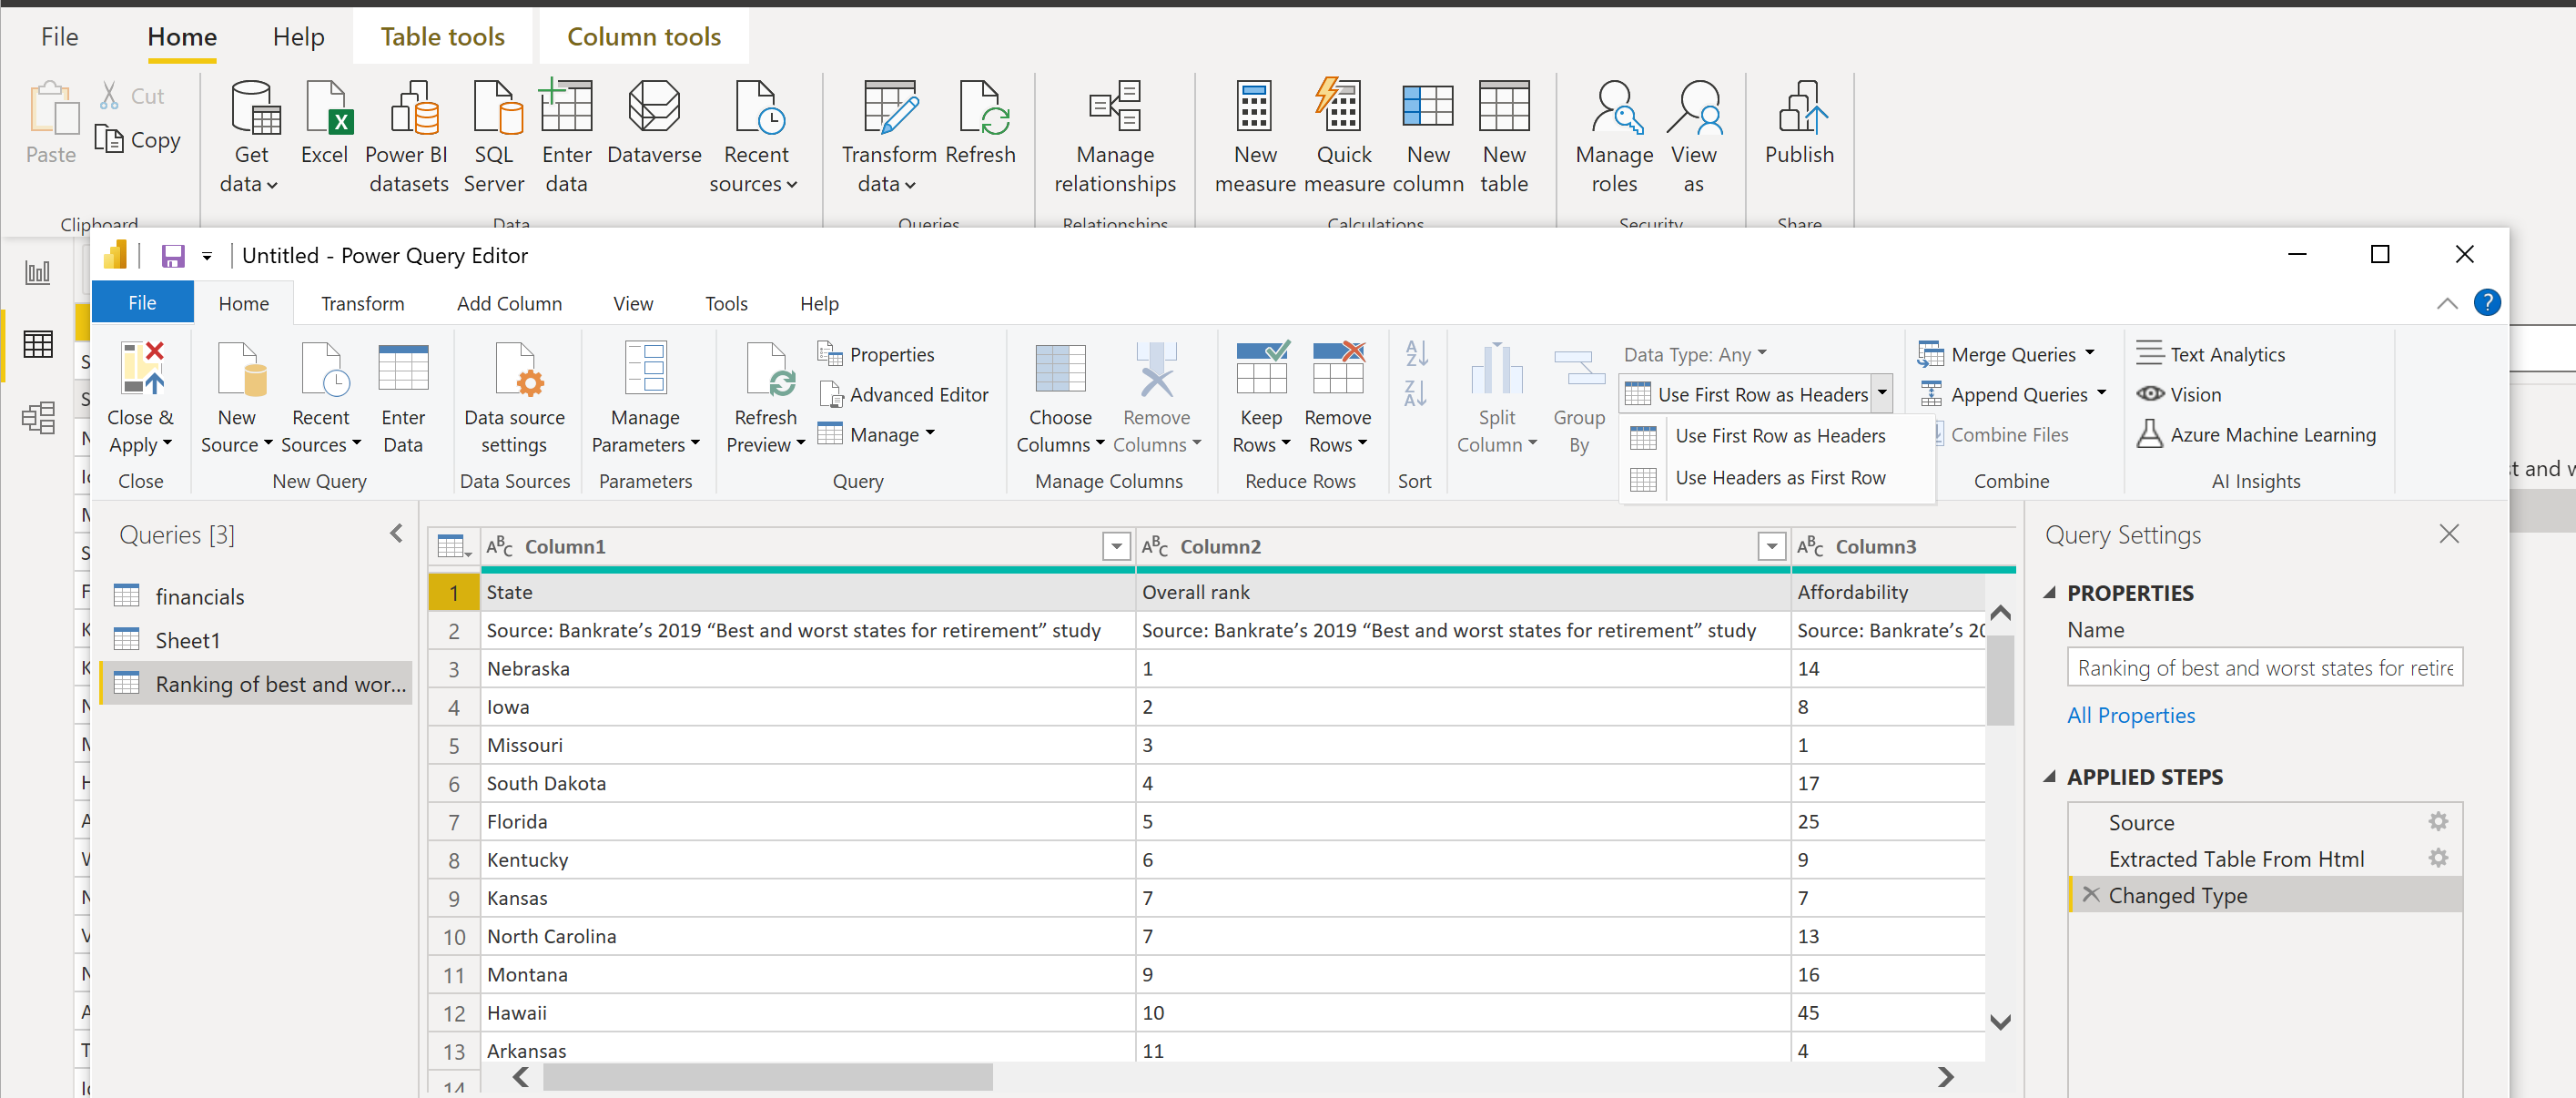 File Home Help Table tools Column tools
Paste Cut
Copy
Get data
Excel
Power BI datasets
SQL Server
Enter data
Dataverse
Recent sources
Transform data
Refresh
Manage relationships
New measure
Quick measure
New column
New table
Manage roles
View as
Publish
Clipboard Data Queries Relationships Calculations Security Share
Untitled - Power Query Editor
File Home Transform Add Column View Tools Help
?
Close & Apply
New Source
Recent Sources
Enter Data
Data source settings
Manage Parameters
Refresh Preview
Properties
Advanced Editor
Manage
Choose Columns
Remove Columns
Keep Rows
Remove Rows
Split Column
Group By
Data Type: Any
Use First Row as Headers
Use First Row as Headers
Use Headers as First Row
Merge Queries
Append Queries
Combine Files
Text Analytics
Vision
Azure Machine Learning
Close New Query Data Sources Parameters Query Manage Columns Reduce Rows Sort Combine AI Insights
st and w
Queries [3]
financials
Sheet1
Ranking of best and wor...
ABC Column1 ABC Column2 ABC Column3
1 State Overall rank Affordability
2 Source: Bankrate’s 2019 “Best and worst states for retirement” study Source: Bankrate’s 2019 “Best and worst states for retirement” study Source: Bankrate’s 20
3 Nebraska 1 14
4 Iowa 2 8
5 Missouri 3 1
6 South Dakota 4 17
7 Florida 5 25
8 Kentucky 6 9
9 Kansas 7 7
10 North Carolina 7 13
11 Montana 9 16
12 Hawaii 10 45
13 Arkansas 11 4
14
Query Settings
PROPERTIES
Name
Ranking of best and worst states for retire
All Properties
APPLIED STEPS
Source
Extracted Table From Html
Changed Type